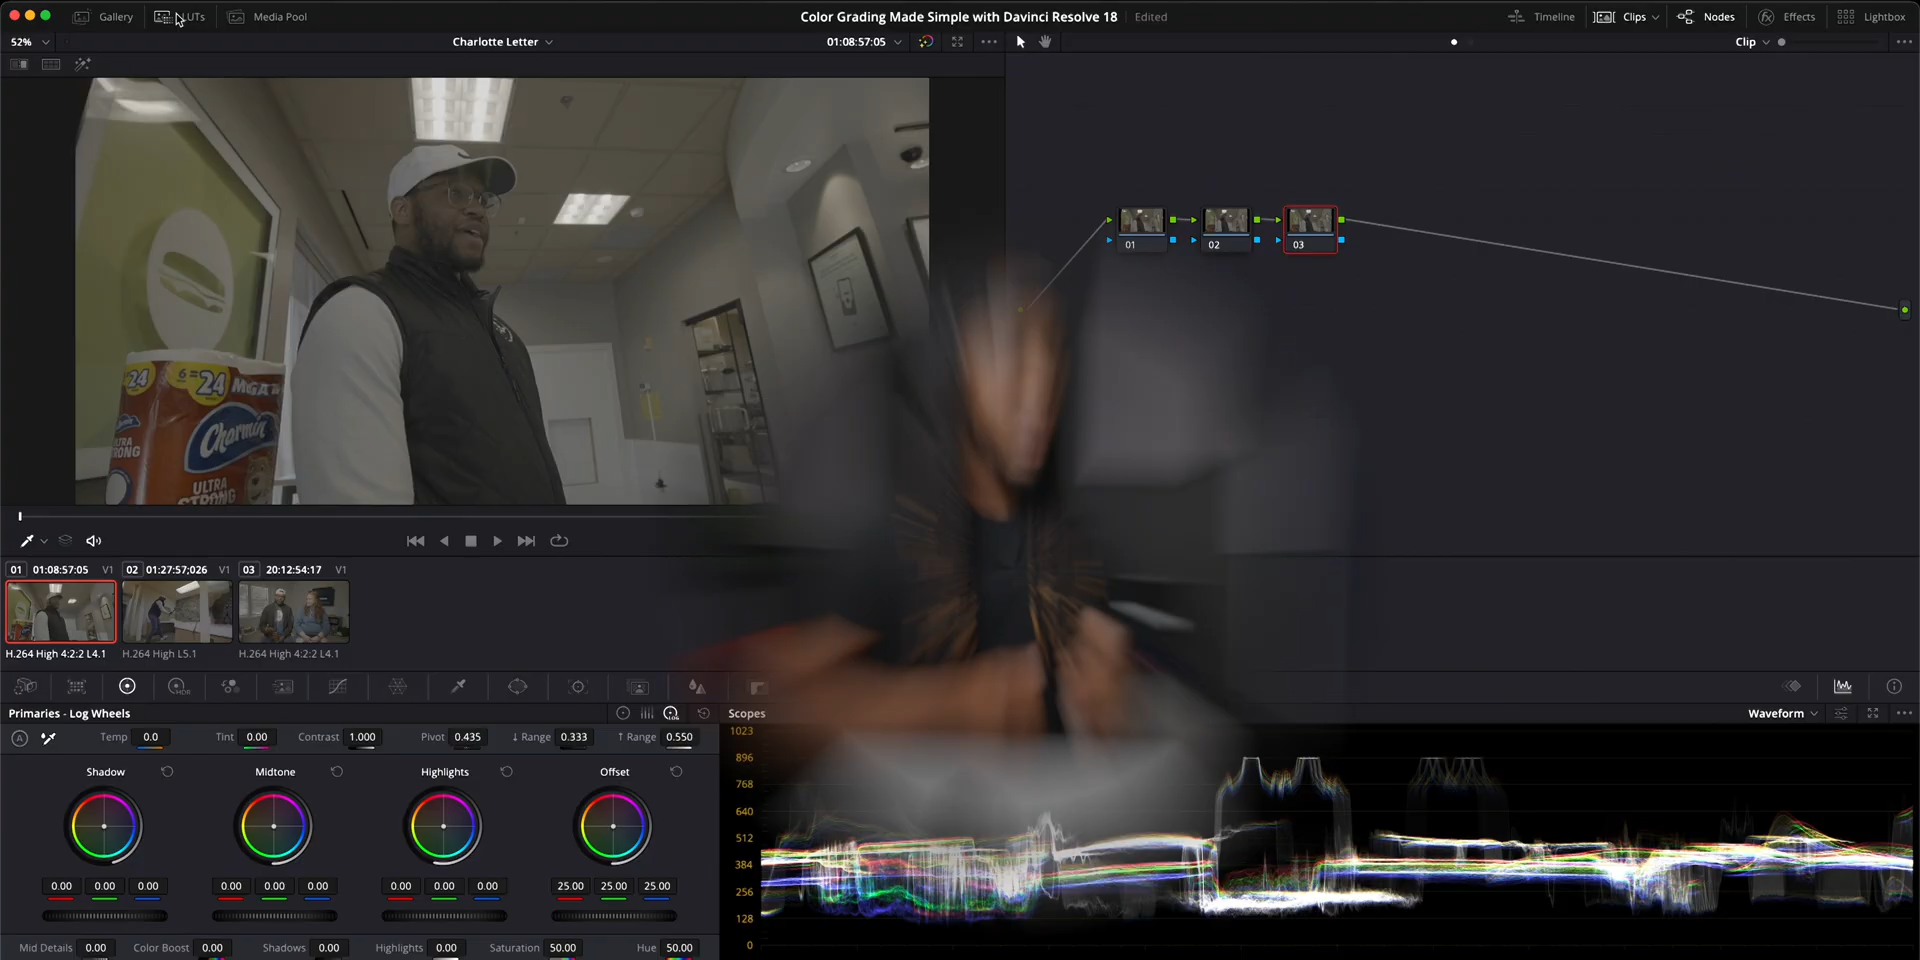 Gallery LUTs Media Pool Color Grading Made Simple with Davinci Resolve 18 Edited Timeline Clips Nodes Effects Lightbox
52% Charlotte Letter 01:08:57:05 Clip
24 6=24 MEGA
Charmin
ULTRA
STRONG
ULTRA
STRONG
01 02 03
01 01:08:57:05 V1 02 01:27:57;026 V1 03 20:12:54:17 V1
H.264 High 4:2:2 L4.1 H.264 High L5.1 H.264 High 4:2:2 L4.1
HDR
Primaries - Log Wheels LOG Scopes Waveform
A Temp 0.0 Tint 0.00 Contrast 1.000 Pivot 0.435 ↓ Range 0.333 ↑ Range 0.550
Shadow Midtone Highlights Offset
0.00 0.00 0.00 0.00 0.00 0.00 0.00 0.00 0.00 25.00 25.00 25.00
Mid Details 0.00 Color Boost 0.00 Shadows 0.00 Highlights 0.00 Saturation 50.00 Hue 50.00
1023
896
768
640
512
384
256
128
0